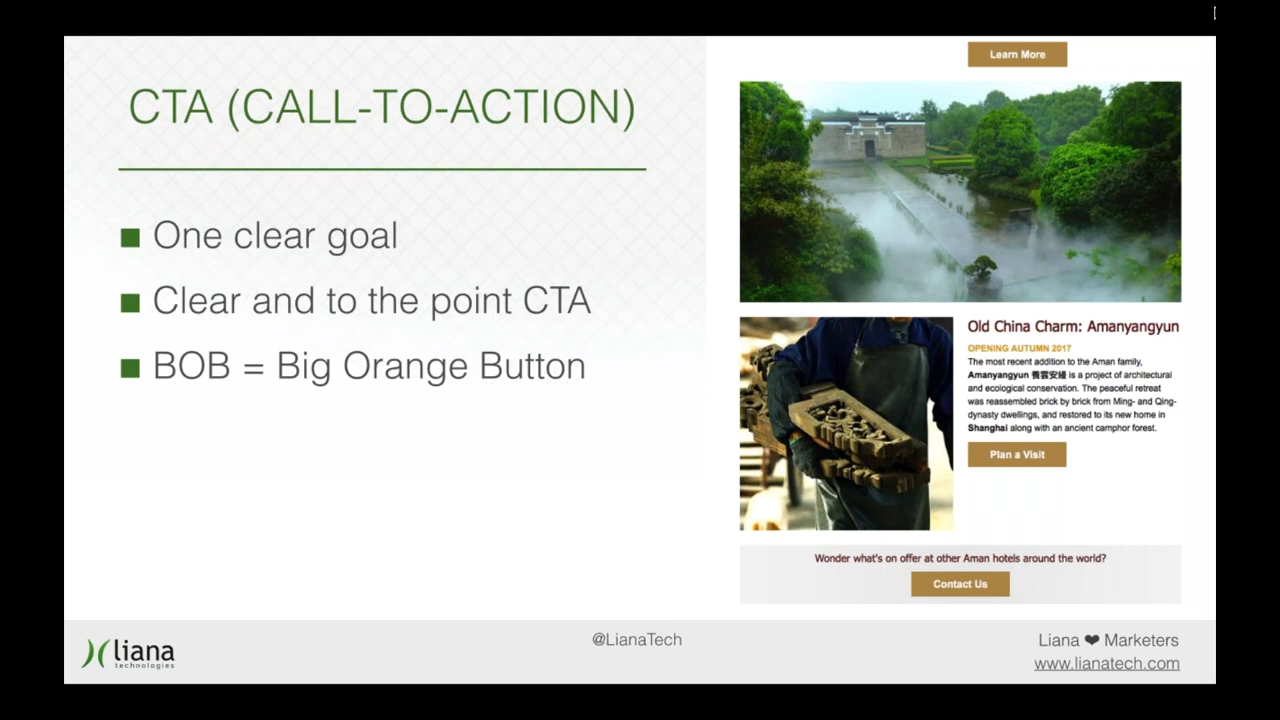 CTA (CALL-TO-ACTION)
One clear goal
Clear and to the point CTA
BOB = Big Orange Button
Learn More
Old China Charm: Amanyangyun
OPENING AUTUMN 2017
The most recent addition to the Aman family,
Amanyangyun 養雲安縵 is a project of architectural
and ecological conservation. The peaceful retreat
was reassembled brick by brick from Ming- and Qing-
dynasty dwellings, and restored to its new home in
Shanghai along with an ancient camphor forest.
Plan a Visit
Wonder what's on offer at other Aman hotels around the world?
Contact Us
liana
technologies
@LianaTech
Liana ❤ Marketers
www.lianatech.com